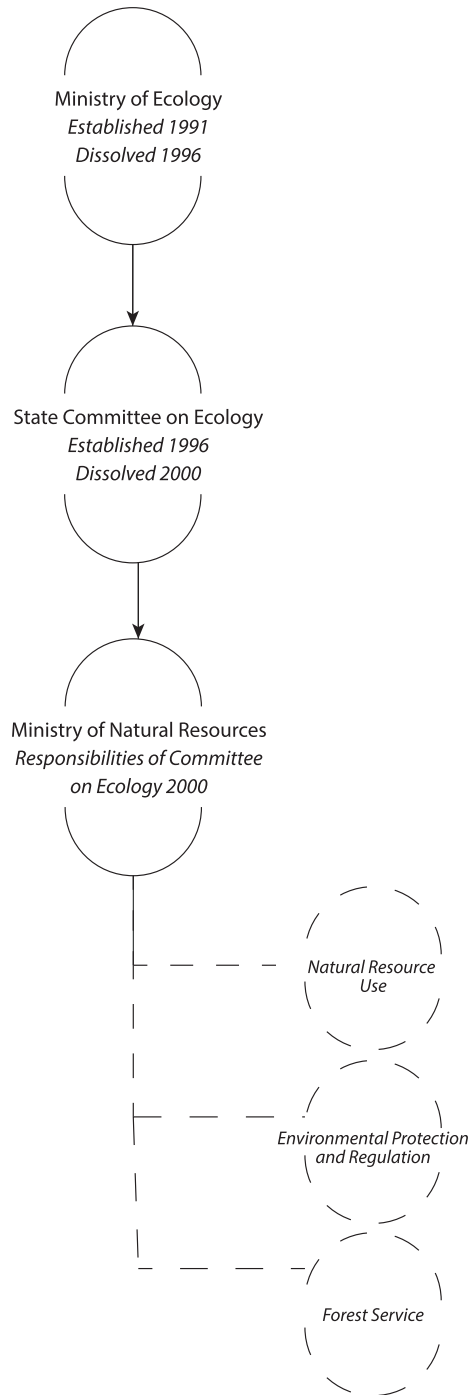 Ministry of Ecology
Established 1991
Dissolved 1996
State Committee on Ecology
Established 1996
Dissolved 2000
Ministry of Natural Resources
Responsibilities of Committee
on Ecology 2000
Natural Resource
Use
Environmental Protection
and Regulation
Forest Service